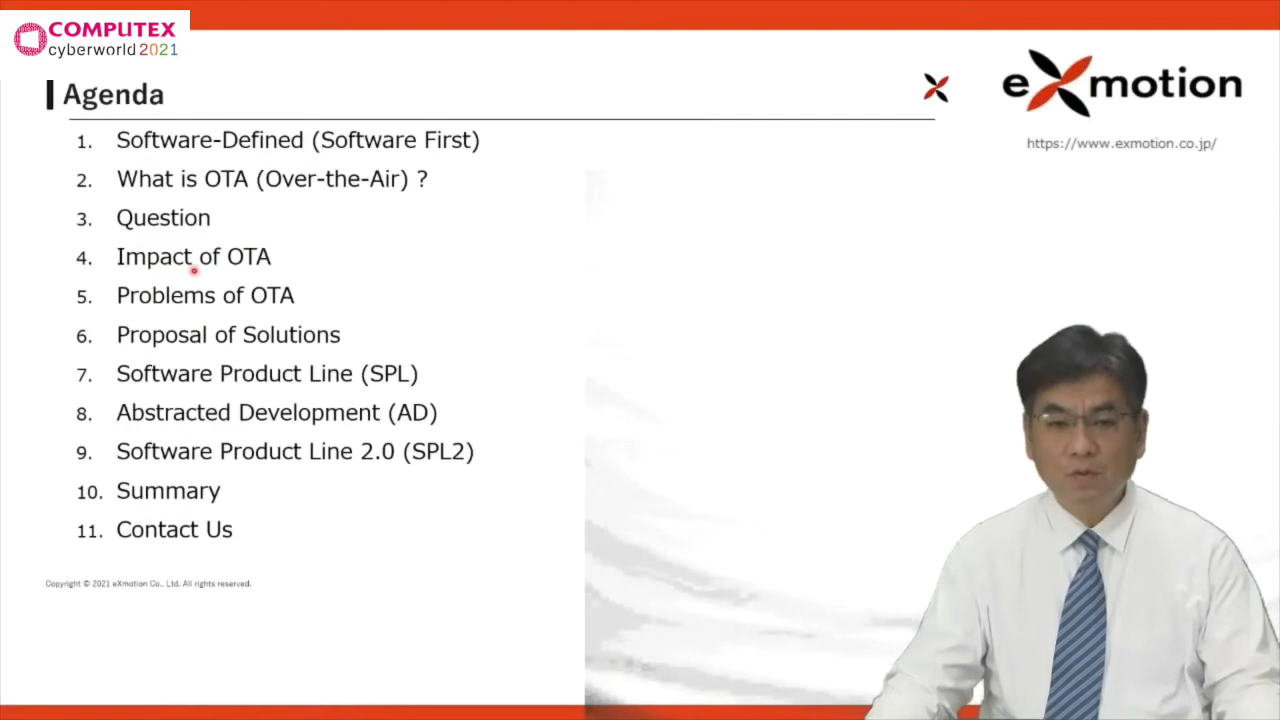 COMPUTEX
cyberworld 2021
Agenda
eXmotion
https://www.exmotion.co.jp/
1. Software-Defined (Software First)
2. What is OTA (Over-the-Air) ?
3. Question
4. Impact of OTA
5. Problems of OTA
6. Proposal of Solutions
7. Software Product Line (SPL)
8. Abstracted Development (AD)
9. Software Product Line 2.0 (SPL2)
10. Summary
11. Contact Us
Copyright © 2021 eXmotion Co., Ltd. All rights reserved.